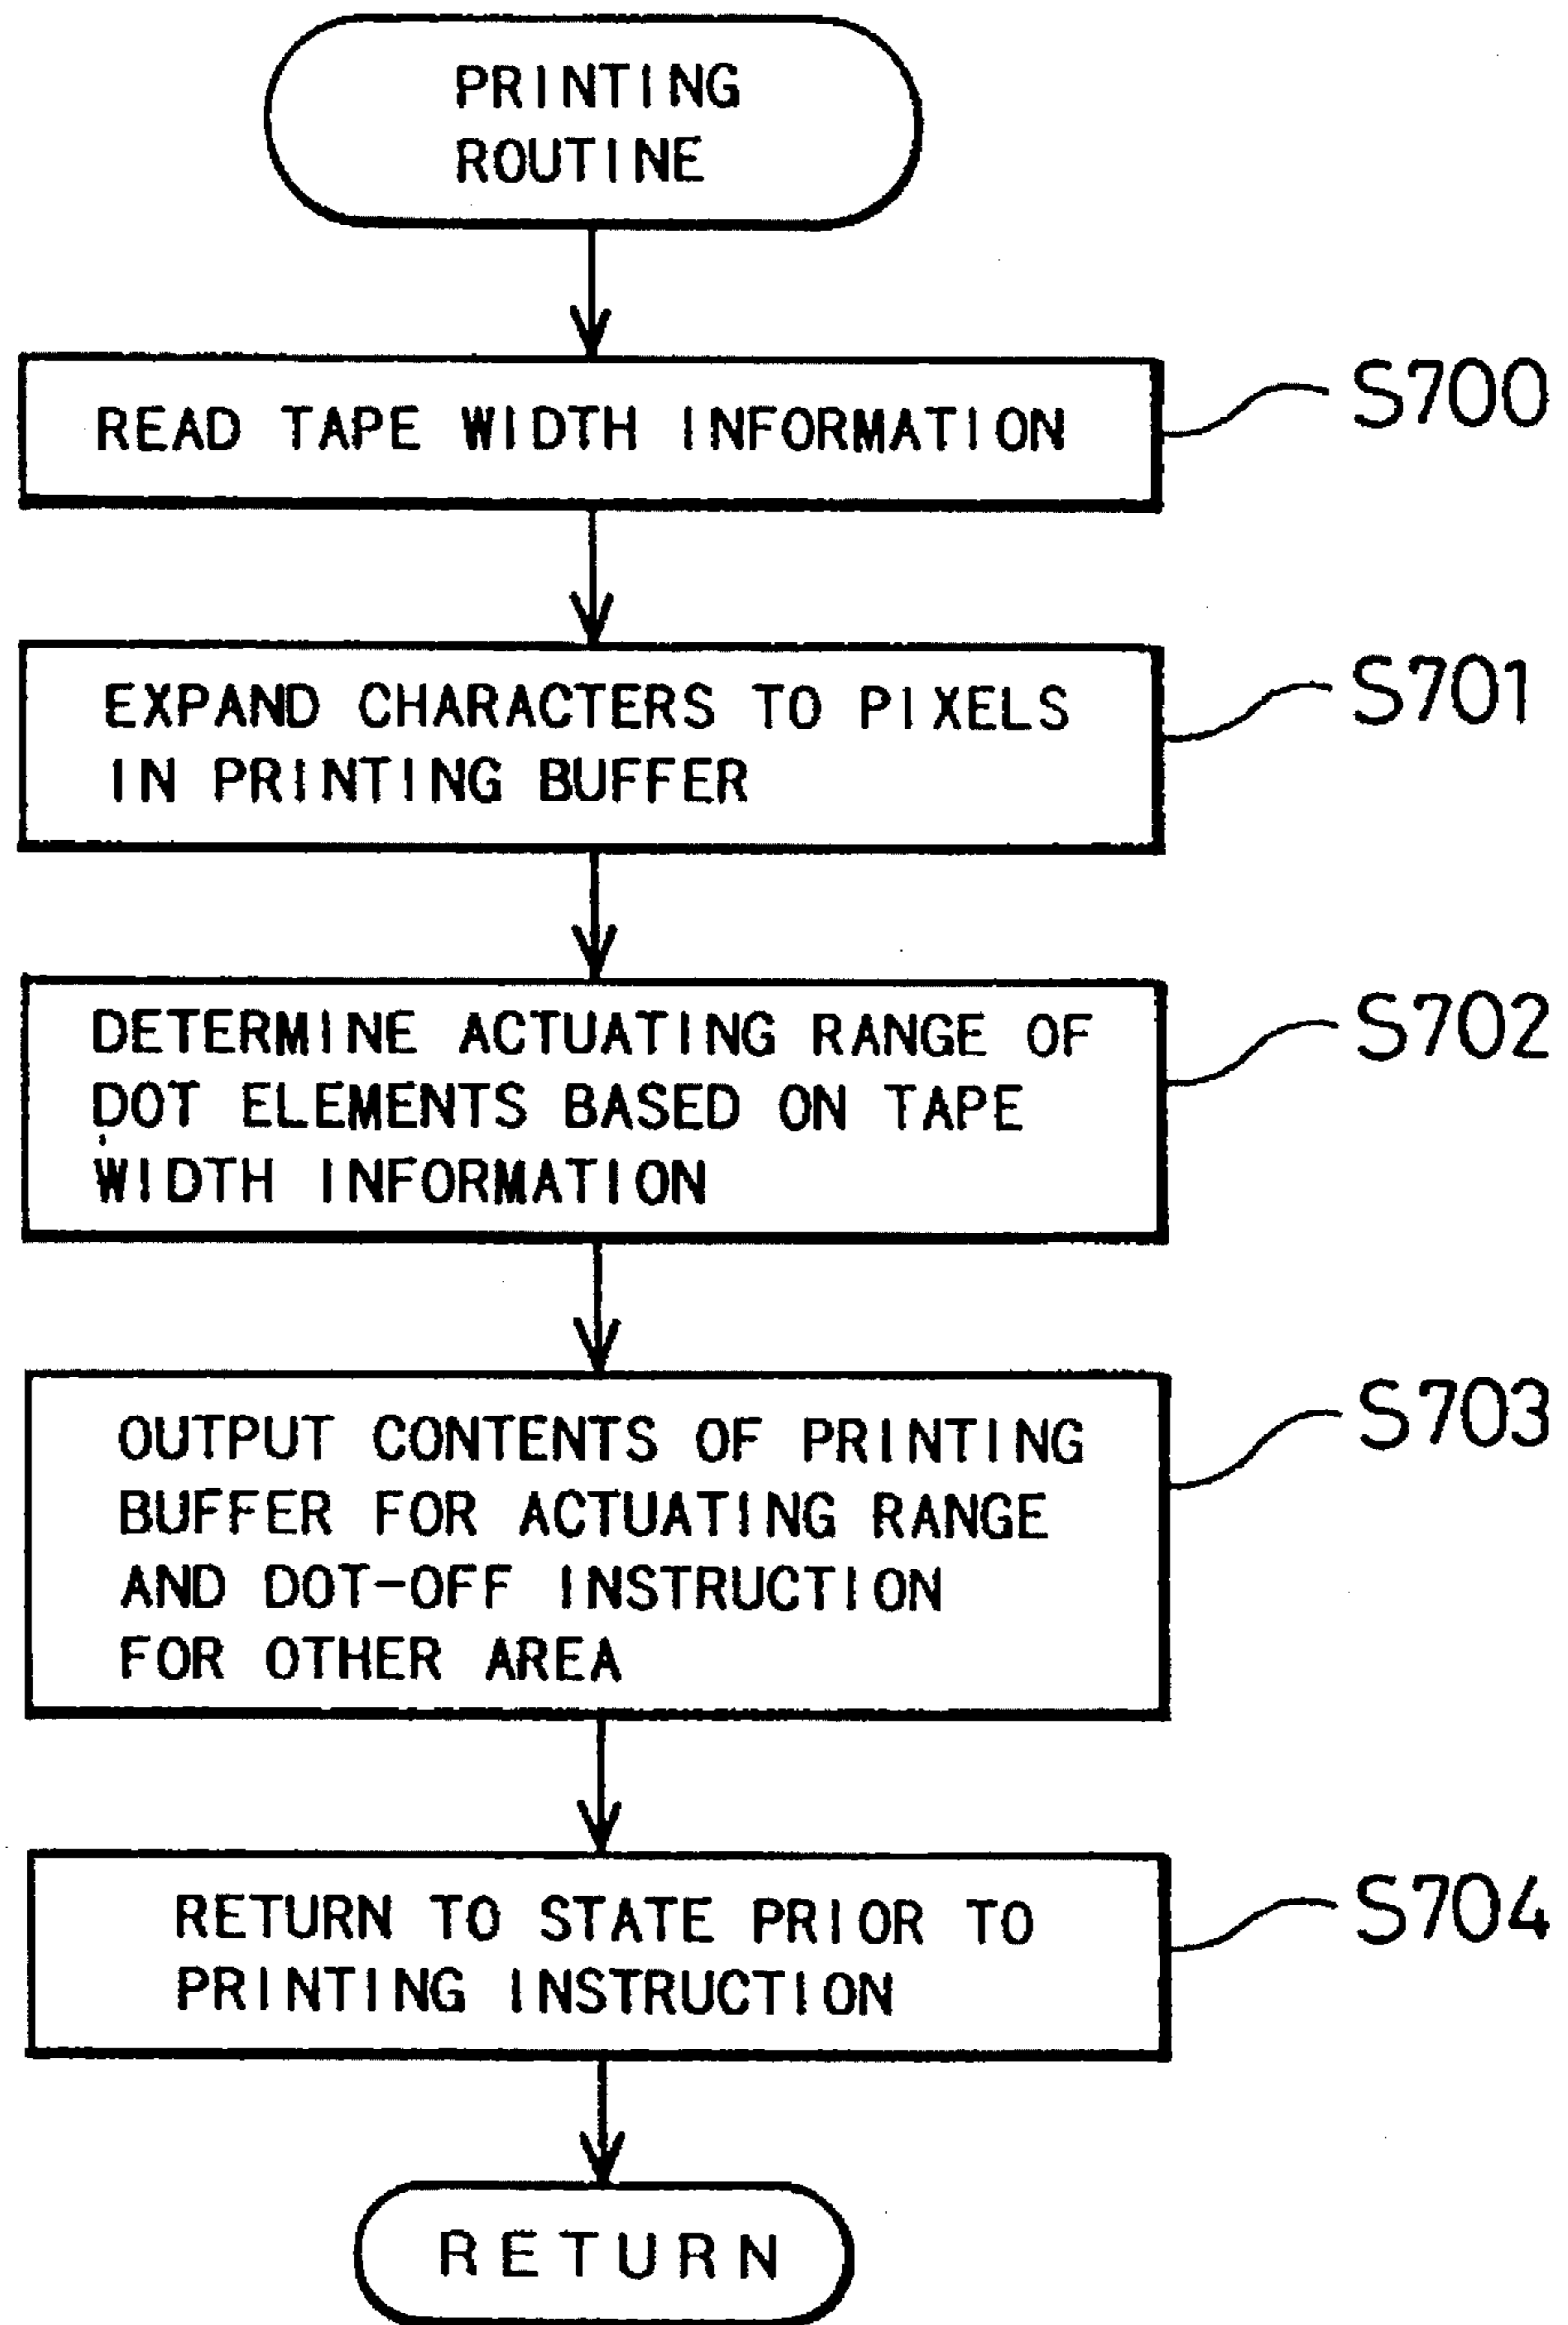 PRINTING
ROUTINE
READ TAPE WIDTH INFORMATION
S700
EXPAND CHARACTERS TO PIXELS
IN PRINTING BUFFER
S701
DETERMINE ACTUATING RANGE OF
DOT ELEMENTS BASED ON TAPE
WIDTH INFORMATION
S702
OUTPUT CONTENTS OF PRINTING
BUFFER FOR ACTUATING RANGE
AND DOT-OFF INSTRUCTION
FOR OTHER AREA
S703
RETURN TO STATE PRIOR TO
PRINTING INSTRUCTION
S704
RETURN